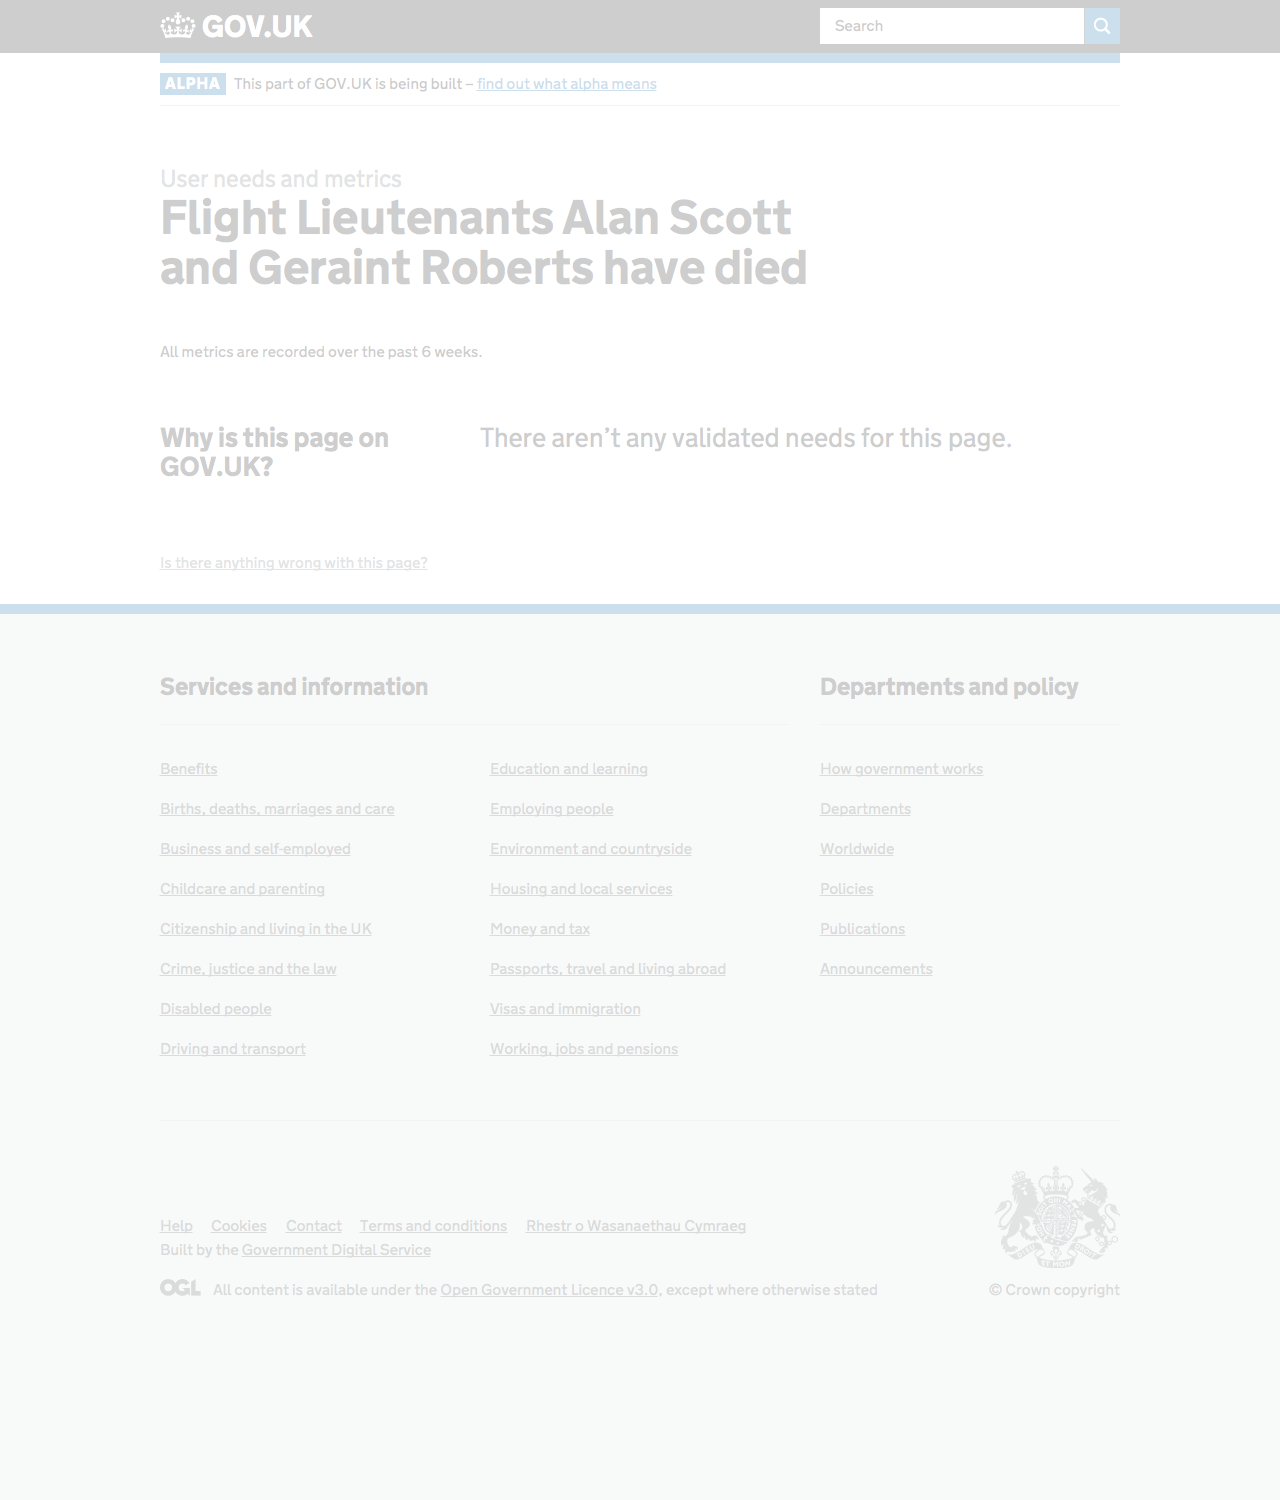 GOV.UK
Search
ALPHA This part of GOV.UK is being built – find out what alpha means
User needs and metrics
Flight Lieutenants Alan Scott
and Geraint Roberts have died
All metrics are recorded over the past 6 weeks.
Why is this page on
GOV.UK?
There aren’t any validated needs for this page.
Is there anything wrong with this page?
Services and information
Benefits
Births, deaths, marriages and care
Business and self-employed
Childcare and parenting
Citizenship and living in the UK
Crime, justice and the law
Disabled people
Driving and transport
Education and learning
Employing people
Environment and countryside
Housing and local services
Money and tax
Passports, travel and living abroad
Visas and immigration
Working, jobs and pensions
Departments and policy
How government works
Departments
Worldwide
Policies
Publications
Announcements
Help Cookies Contact Terms and conditions Rhestr o Wasanaethau Cymraeg
Built by the Government Digital Service
OGL All content is available under the Open Government Licence v3.0, except where otherwise stated
© Crown copyright